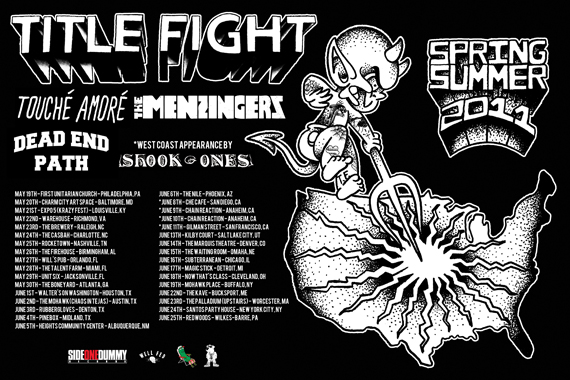 TITLE FIGHT
TOUCHÉ AMORÉ THE MENZINGERS
DEAD END
PATH
*WEST COAST APPEARANCE BY
SHOOK ONES
SPRING
SUMMER
2011
MAY 19TH - FIRST UNITARIAN CHURCH - PHILADELPHIA, PA
MAY 20TH - CHARM CITY ART SPACE - BALTIMORE, MD
MAY 21ST - EXPO5 (KRAZY FEST) - LOUISVILLE, KY
MAY 22ND - WAREHOUSE - RICHMOND, VA
MAY 23RD - THE BREWERY - RALEIGH, NC
MAY 24TH - THE CASBAH - CHARLOTTE, NC
MAY 25TH - ROCKETOWN - NASHVILLE, TN
MAY 26TH - THE FIREHOUSE - BIRMINGHAM, AL
MAY 27TH - WILL'S PUB - ORLANDO, FL
MAY 28TH - THE TALENT FARM - MIAMI, FL
MAY 29TH - UNIT SIX - JACKSONVILLE, FL
MAY 30TH - THE BONEYARD - ATLANTA, GA
JUNE 1ST - WALTER'S ON WASHINGTON - HOUSTON, TX
JUNE 2ND - THE MOHAWK (CHAOS IN TEJAS) - AUSTIN, TX
JUNE 3RD - RUBBERGLOVES - DENTON, TX
JUNE 4TH - PINEBOX - MIDLAND, TX
JUNE 5TH - HEIGHTS COMMUNITY CENTER - ALBUQUERQUE, NM
JUNE 6TH - THE NILE - PHOENIX, AZ
*JUNE 8TH - CHE CAFE - SAN DIEGO, CA
*JUNE 9TH - CHAIN REACTION - ANAHEIM, CA
*JUNE 10TH - CHAIN REACTION - ANAHEIM, CA
*JUNE 11TH - GILMAN STREET - SAN FRANCISCO, CA
JUNE 13TH - KILBY COURT - SALT LAKE CITY, UT
JUNE 14TH - THE MARQUIS THEATRE - DENVER, CO
JUNE 15TH - THE WAITING ROOM - OMAHA, NE
JUNE 16TH - SUBTERRANEAN - CHICAGO, IL
JUNE 17TH - MAGIC STICK - DETROIT, MI
JUNE 18TH - NOW THAT'S CLASS - CLEVELAND, OH
JUNE 19TH - MOHAWK PLACE - BUFFALO, NY
JUNE 22ND - THE KAVE - BUCKSPORT, ME
JUNE 23RD - THE PALLADIUM (UPSTAIRS) - WORCESTER, MA
JUNE 24TH - SANTOS PARTY HOUSE - NEW YORK CITY, NY
JUNE 25TH - REDWOODS - WILKES-BARRE, PA
SIDEONEDUMMY
RECORDS
WELL FED